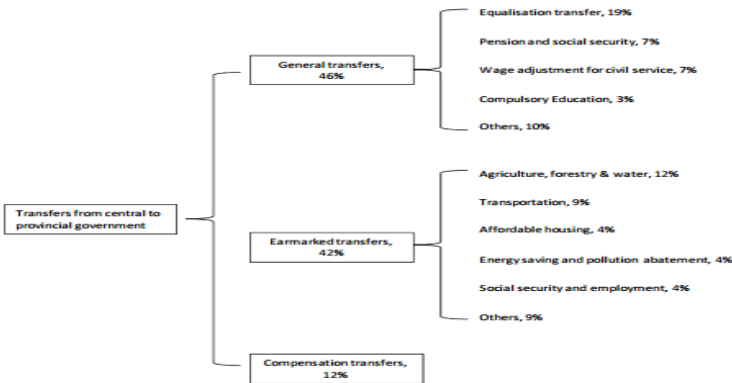 Equalisation transfer, 19%
Pension and social security, 7%
General transfers,
46%
Wage adjustment for civil service, 7%
Compulsory Education, 3%
Others, 10%
Agriculture, forestry & water, 12%
Transportation, 9%
Transfers from central to
provincial government
Affordable housing, 4%
Earmarked transfers,
42%
Energy saving and pollution abatement, 4%
Social security and employment, 4%
Others, 9%
Compensation transfers,
12%